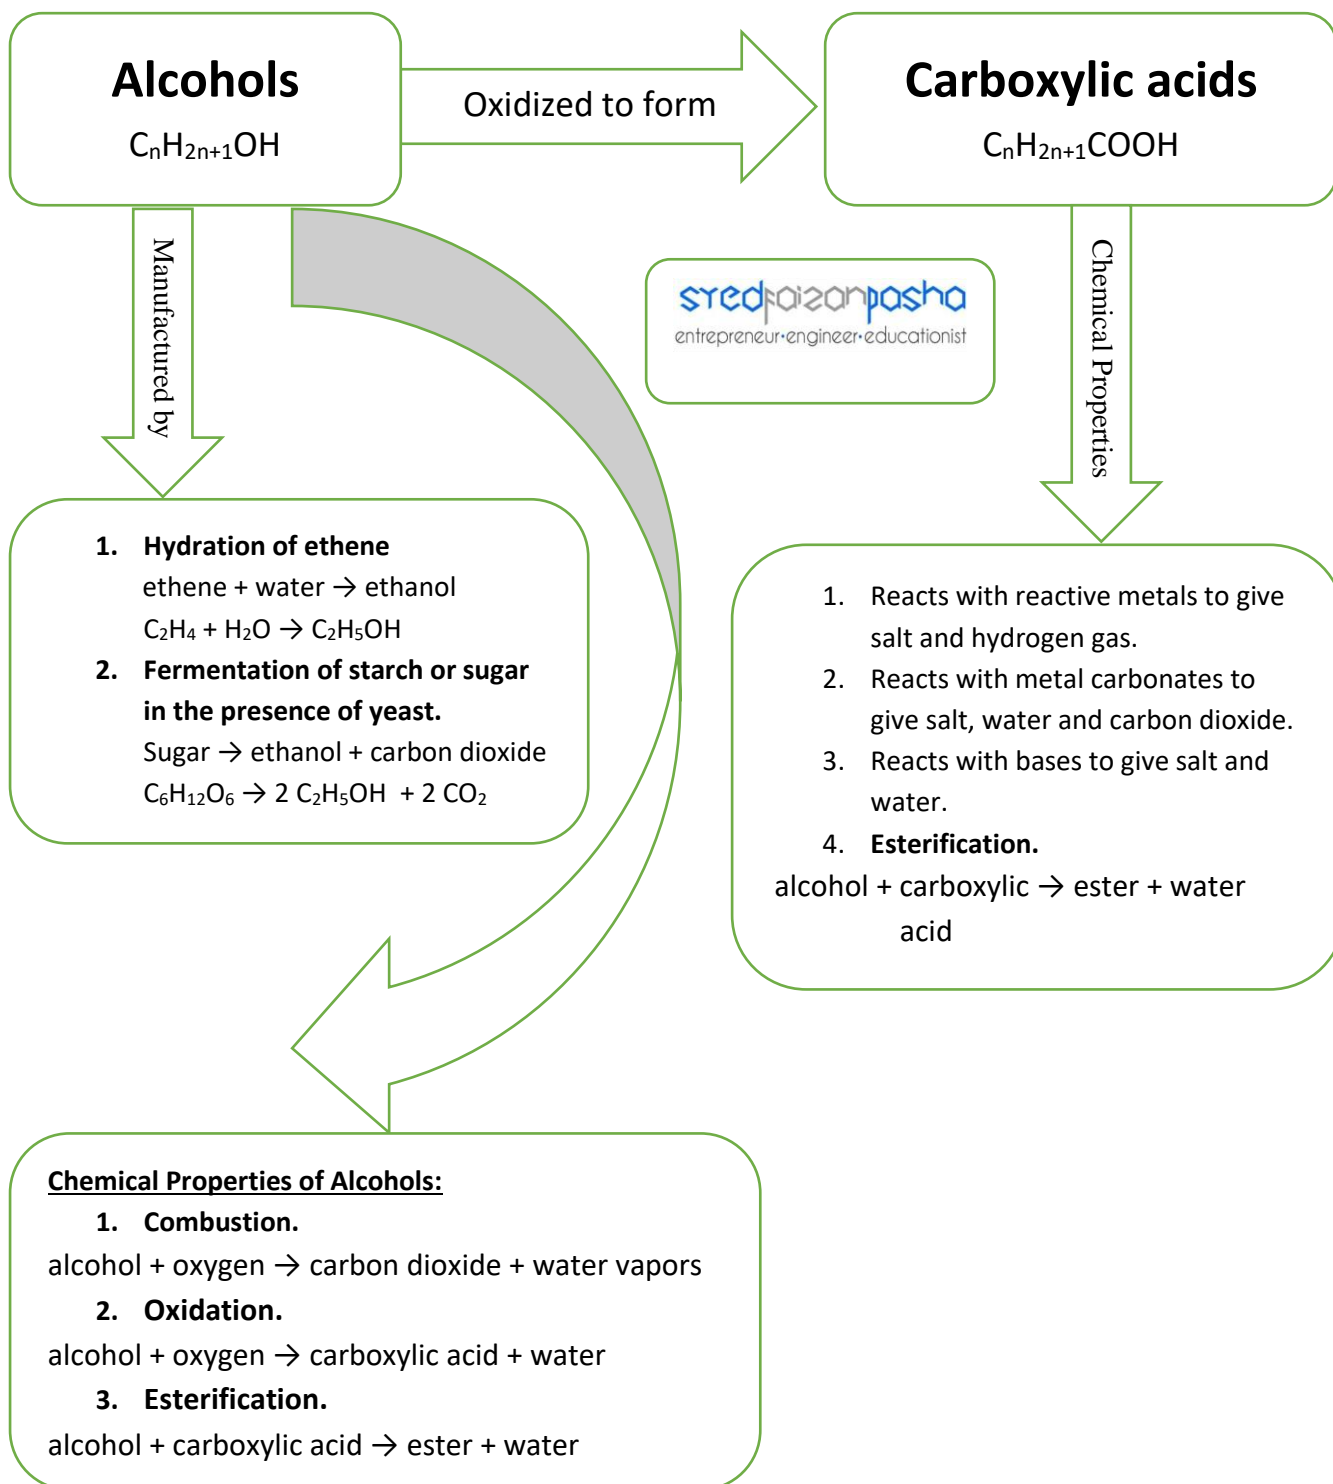 Alcohols
CₙH₂ₙ₊₁OH
Oxidized to form
Carboxylic acids
CₙH₂ₙ₊₁COOH
Manufactured by
syedfaizanpasha
entrepreneur•engineer•educationist
Chemical Properties
1. Hydration of ethene
ethene + water → ethanol
C₂H₄ + H₂O → C₂H₅OH
2. Fermentation of starch or sugar
in the presence of yeast.
Sugar → ethanol + carbon dioxide
C₆H₁₂O₆ → 2 C₂H₅OH + 2 CO₂
1. Reacts with reactive metals to give
salt and hydrogen gas.
2. Reacts with metal carbonates to
give salt, water and carbon dioxide.
3. Reacts with bases to give salt and
water.
4. Esterification.
alcohol + carboxylic → ester + water
acid
Chemical Properties of Alcohols:
1. Combustion.
alcohol + oxygen → carbon dioxide + water vapors
2. Oxidation.
alcohol + oxygen → carboxylic acid + water
3. Esterification.
alcohol + carboxylic acid → ester + water